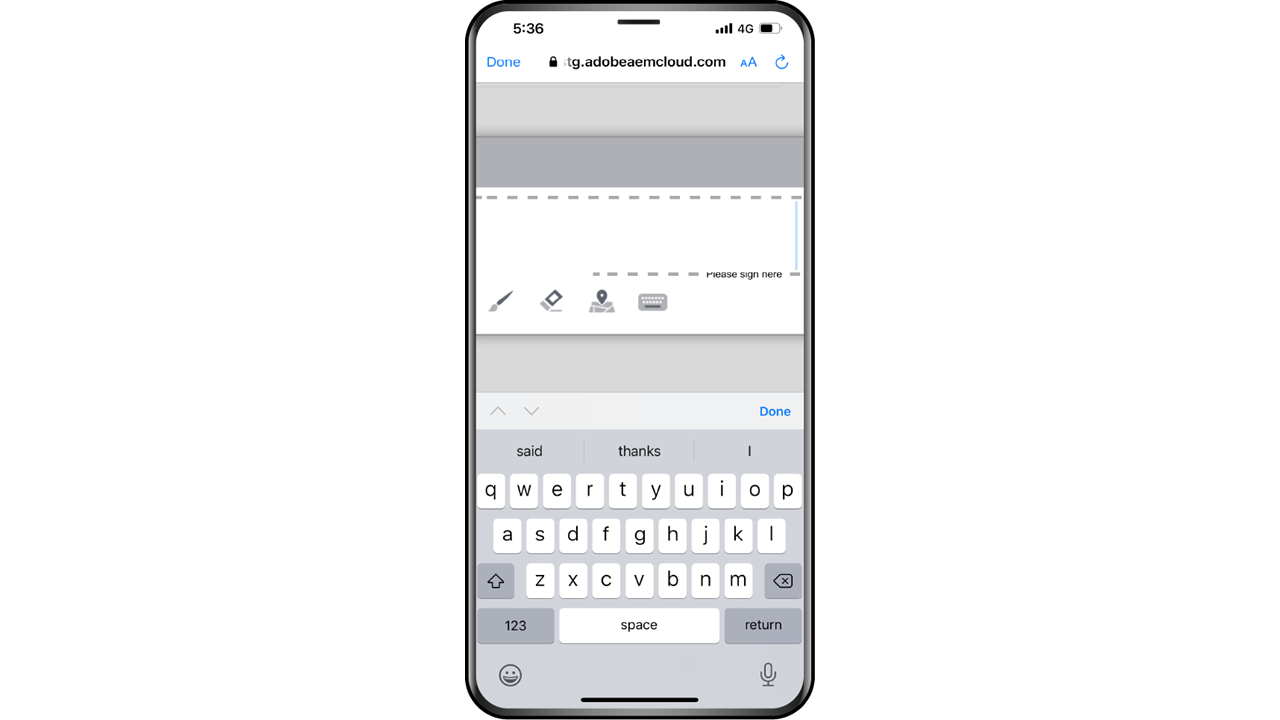 5:36 4G
Done tg.adobeaemcloud.com AA
Please sign here
Done
said thanks I
q w e r t y u i o p
a s d f g h j k l
z x c v b n m
123 space return